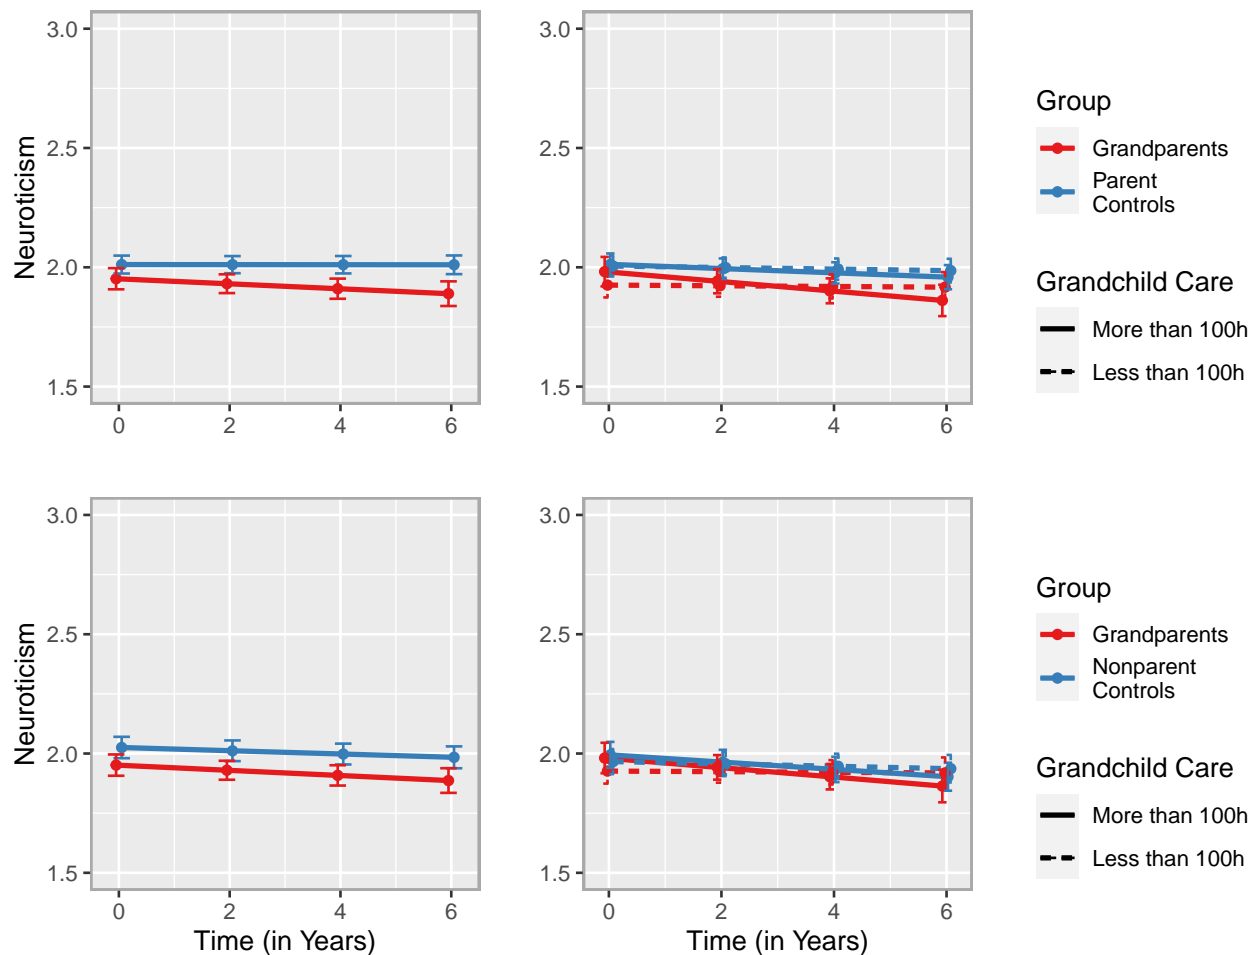 3.0
2.5
2.0
1.5
Neuroticism
0 2 4 6
3.0
2.5
2.0
1.5
0 2 4 6
Group
Grandparents
Parent
Controls
Grandchild Care
More than 100h
Less than 100h
3.0
2.5
2.0
1.5
Neuroticism
0 2 4 6
Time (in Years)
3.0
2.5
2.0
1.5
0 2 4 6
Time (in Years)
Group
Grandparents
Nonparent
Controls
Grandchild Care
More than 100h
Less than 100h